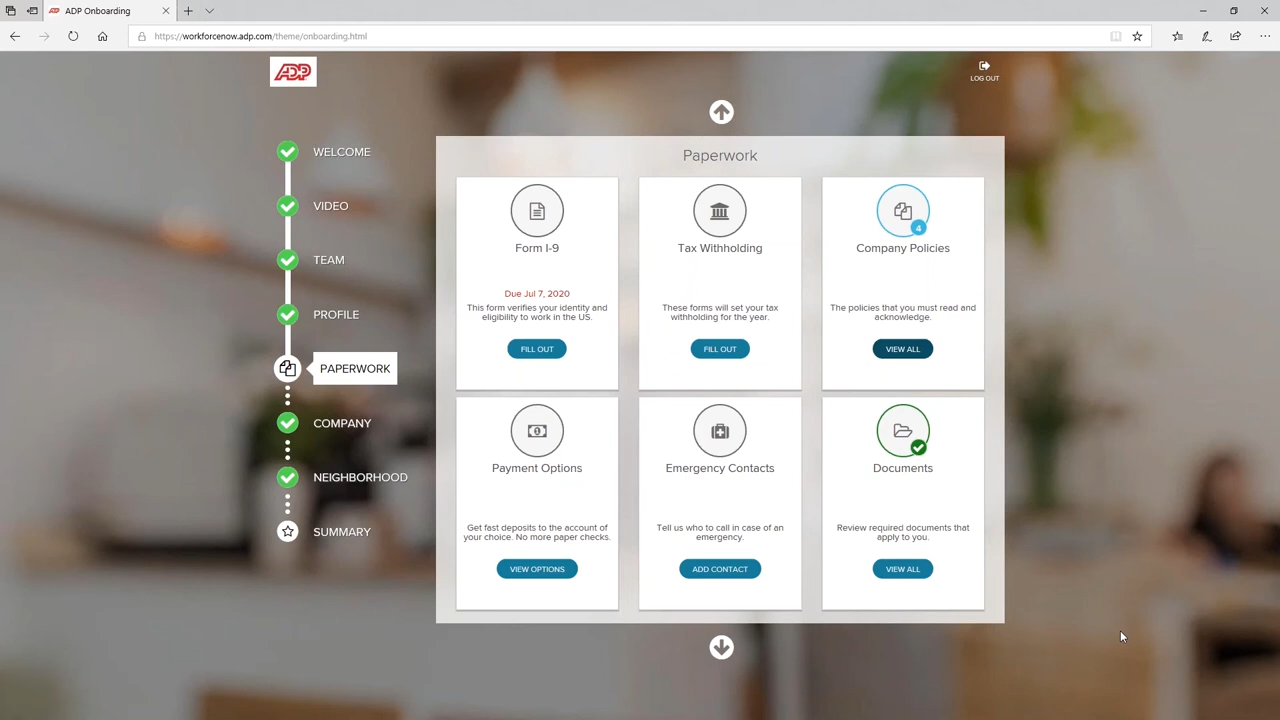 ADP Onboarding
https://workforcenow.adp.com/theme/onboarding.html
ADP
LOG OUT
WELCOME
VIDEO
TEAM
PROFILE
PAPERWORK
COMPANY
NEIGHBORHOOD
SUMMARY
Paperwork
Form I-9
Due Jul 7, 2020
This form verifies your identity and
eligibility to work in the US.
FILL OUT
Tax Withholding
These forms will set your tax
withholding for the year.
FILL OUT
4
Company Policies
The policies that you must read and
acknowledge.
VIEW ALL
Payment Options
Get fast deposits to the account of
your choice. No more paper checks.
VIEW OPTIONS
Emergency Contacts
Tell us who to call in case of an
emergency.
ADD CONTACT
Documents
Review required documents that
apply to you.
VIEW ALL